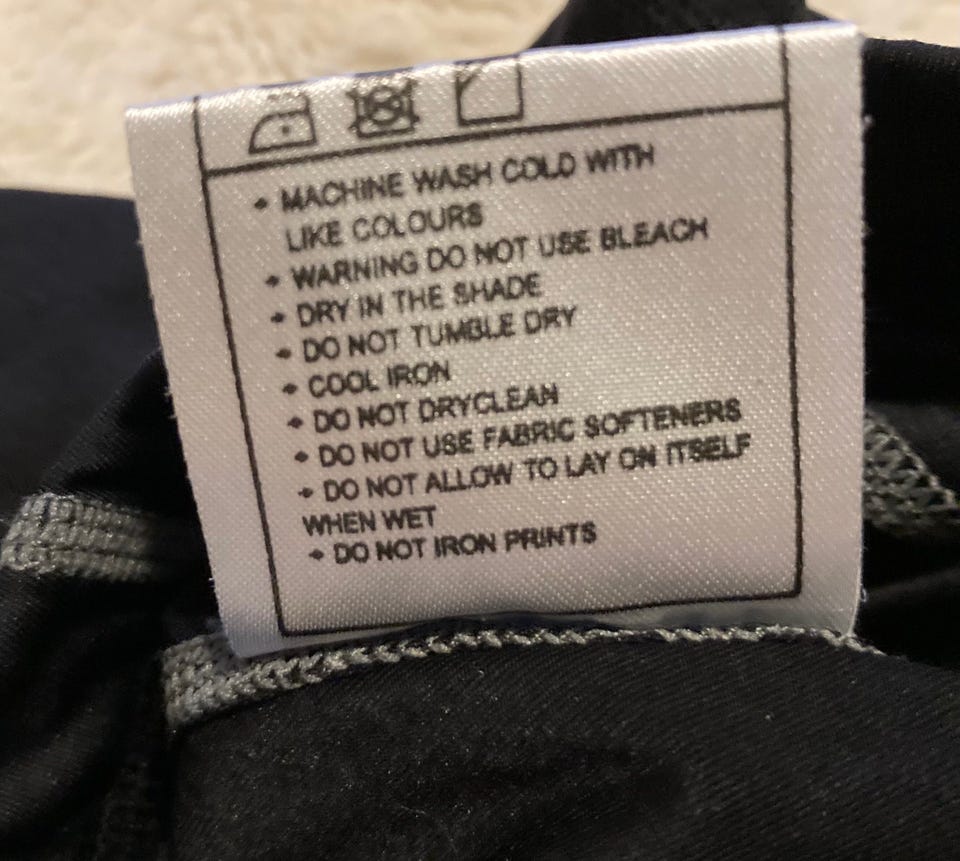 • MACHINE WASH COLD WITH
LIKE COLOURS
• WARNING DO NOT USE BLEACH
• DRY IN THE SHADE
• DO NOT TUMBLE DRY
• COOL IRON
• DO NOT DRYCLEAN
• DO NOT USE FABRIC SOFTENERS
• DO NOT ALLOW TO LAY ON ITSELF
WHEN WET
• DO NOT IRON PRINTS